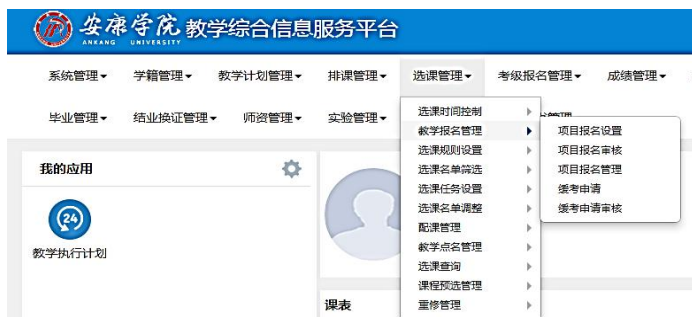 安康学院 教学综合信息服务平台
ANKANG UNIVERSITY
系统管理 学籍管理 教学计划管理 排课管理 选课管理 考级报名管理 成绩管理
毕业管理 结业换证管理 师资管理 实验管理
选课时间控制
教学报名管理
选课规则设置
选课名单筛选
选课任务设置
选课名单调整
配课管理
教学点名管理
选课查询
课程预选管理
重修管理
项目报名设置
项目报名审核
项目报名管理
缓考申请
缓考申请审核
我的应用
24
教学执行计划
课表